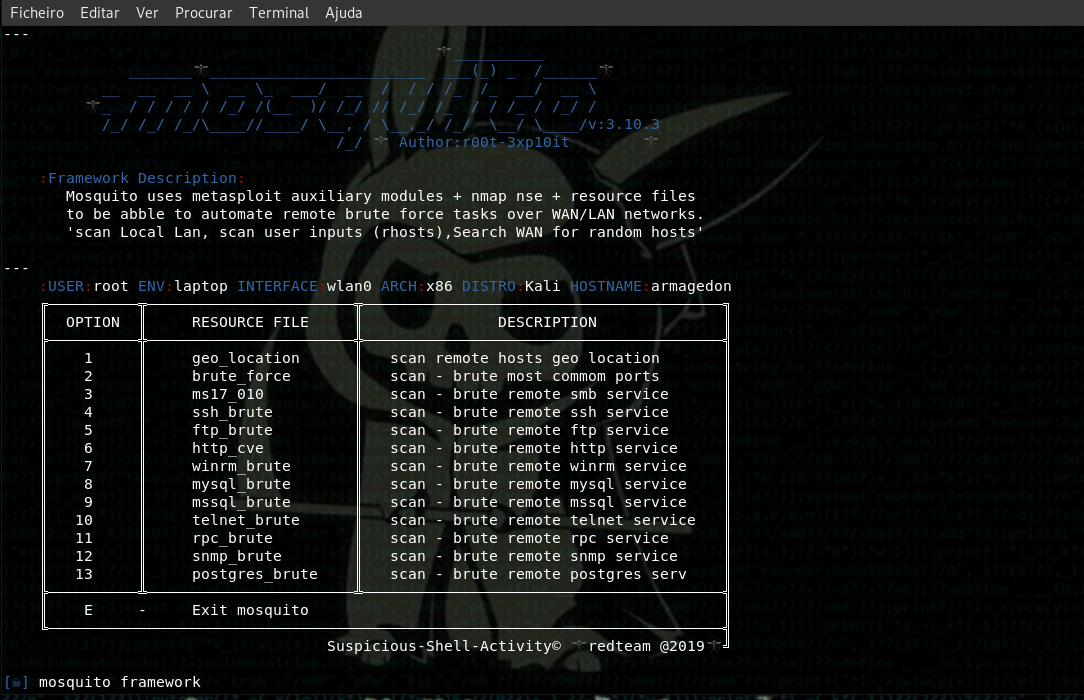 Ficheiro Editar Ver Procurar Terminal Ajuda
---
mosquito
v:3.10.3
Author:r00t-3xp10it
:Framework Description:
Mosquito uses metasploit auxiliary modules + nmap nse + resource files
to be abble to automate remote brute force tasks over WAN/LAN networks.
'scan Local Lan, scan user inputs (rhosts),Search WAN for random hosts'
---
:USER:root ENV:laptop INTERFACE:wlan0 ARCH:x86 DISTRO:Kali HOSTNAME:armagedon
OPTION RESOURCE FILE DESCRIPTION
1 geo_location scan remote hosts geo location
2 brute_force scan - brute most commom ports
3 ms17_010 scan - brute remote smb service
4 ssh_brute scan - brute remote ssh service
5 ftp_brute scan - brute remote ftp service
6 http_cve scan - brute remote http service
7 winrm_brute scan - brute remote winrm service
8 mysql_brute scan - brute remote mysql service
9 mssql_brute scan - brute remote mssql service
10 telnet_brute scan - brute remote telnet service
11 rpc_brute scan - brute remote rpc service
12 snmp_brute scan - brute remote snmp service
13 postgres_brute scan - brute remote postgres serv
E - Exit mosquito
Suspicious-Shell-Activity© redteam @2019
[☠] mosquito framework